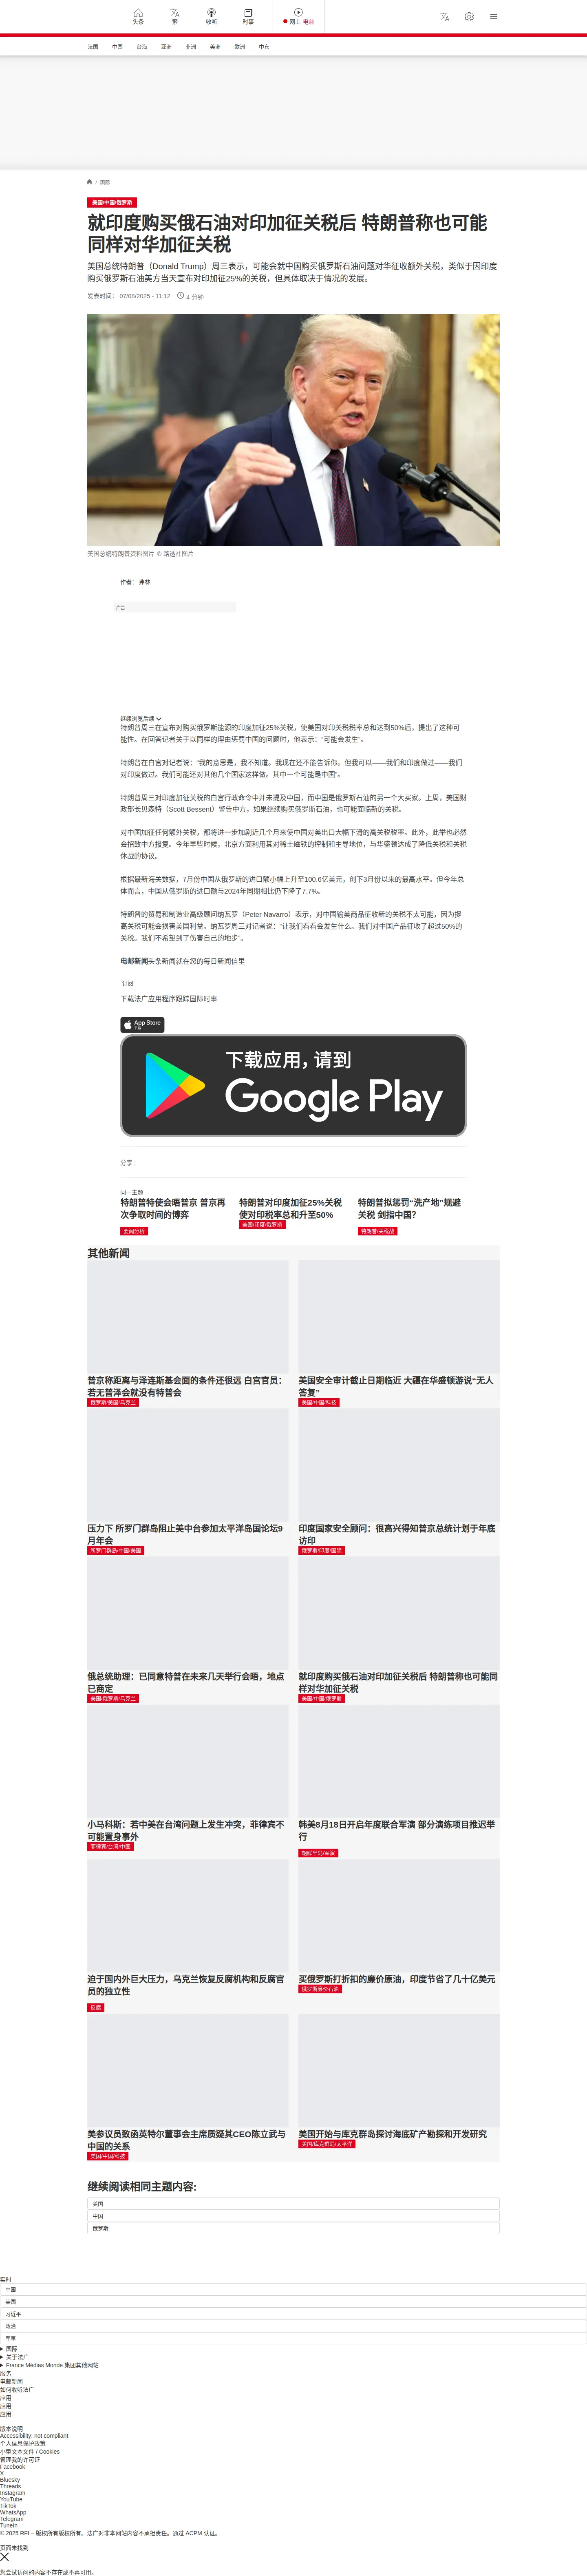 头条
繁
收听
时事
网上 电台
法国 中国 台海 亚洲 非洲 美洲 欧洲 中东
/ 国际
美国/中国/俄罗斯
就印度购买俄石油对印加征关税后 特朗普称也可能
同样对华加征关税
美国总统特朗普（Donald Trump）周三表示，可能会就中国购买俄罗斯石油问题对华征收额外关税，类似于因印度
购买俄罗斯石油美方当天宣布对印加征25%的关税，但具体取决于情况的发展。
发表时间： 07/08/2025 - 11:12 4 分钟
美国总统特朗普资料图片 © 路透社图片
作者： 弗林
广告
继续浏览后续
特朗普周三在宣布对购买俄罗斯能源的印度加征25%关税，使美国对印关税税率总和达到50%后，提出了这种可
能性。在回答记者关于以同样的理由惩罚中国的问题时，他表示：“可能会发生”。
特朗普在白宫对记者说：“我的意思是，我不知道。我现在还不能告诉你。但我可以——我们和印度做过——我们
对印度做过。我们可能还对其他几个国家这样做。其中一个可能是中国”。
特朗普周三对印度加征关税的白宫行政命令中并未提及中国，而中国是俄罗斯石油的另一个大买家。上周，美国财
政部长贝森特（Scott Bessent）警告中方，如果继续购买俄罗斯石油，也可能面临新的关税。
对中国加征任何额外关税，都将进一步加剧近几个月来使中国对美出口大幅下滑的高关税税率。此外，此举也必然
会招致中方报复。今年早些时候，北京方面利用其对稀土磁铁的控制和主导地位，与华盛顿达成了降低关税和关税
休战的协议。
根据最新海关数据，7月份中国从俄罗斯的进口额小幅上升至100.6亿美元，创下3月份以来的最高水平。但今年总
体而言，中国从俄罗斯的进口额与2024年同期相比仍下降了7.7%。
特朗普的贸易和制造业高级顾问纳瓦罗（Peter Navarro）表示，对中国输美商品征收新的关税不太可能，因为提
高关税可能会损害美国利益。纳瓦罗周三对记者说：“让我们看看会发生什么。我们对中国产品征收了超过50%的
关税。我们不希望到了伤害自己的地步”。
电邮新闻头条新闻就在您的每日新闻信里
订阅
下载法广应用程序跟踪国际时事
App Store
下载
下载应用，请到
Google Play
分享 :
同一主题
特朗普特使会晤普京 普京再
次争取时间的博弈
要闻分析
特朗普对印度加征25%关税
使对印税率总和升至50%
美国/印度/俄罗斯
特朗普拟惩罚“洗产地”规避
关税 剑指中国？
特朗普/关税战
其他新闻
普京称距离与泽连斯基会面的条件还很远 白宫官员：
若无普泽会就没有特普会
俄罗斯/美国/乌克兰
美国安全审计截止日期临近 大疆在华盛顿游说“无人
答复”
美国/中国/科技
压力下 所罗门群岛阻止美中台参加太平洋岛国论坛9
月年会
所罗门群岛/中国/美国
印度国家安全顾问：很高兴得知普京总统计划于年底
访印
俄罗斯/印度/国际
俄总统助理：已同意特普在未来几天举行会晤，地点
已商定
美国/俄罗斯/乌克兰
就印度购买俄石油对印加征关税后 特朗普称也可能同
样对华加征关税
美国/中国/俄罗斯
小马科斯：若中美在台湾问题上发生冲突，菲律宾不
可能置身事外
菲律宾/台湾/中国
韩美8月18日开启年度联合军演 部分演练项目推迟举
行
朝鲜半岛/军演
迫于国内外巨大压力，乌克兰恢复反腐机构和反腐官
员的独立性
反腐
买俄罗斯打折扣的廉价原油，印度节省了几十亿美元
俄罗斯廉价石油
美参议员致函英特尔董事会主席质疑其CEO陈立武与
中国的关系
美国/中国/科技
美国开始与库克群岛探讨海底矿产勘探和开发研究
美国/库克群岛/太平洋
继续阅读相同主题内容:
美国
中国
俄罗斯
实时
中国
美国
习近平
政治
军事
国际
关于法广
France Médias Monde 集团其他网站
服务
电邮新闻
如何收听法广
应用
应用
应用
版本说明
Accessibility: not compliant
个人信息保护政策
小型文本文件 / Cookies
管理我的许可证
Facebook
X
Bluesky
Threads
Instagram
YouTube
TikTok
WhatsApp
Telegram
TuneIn
© 2025 RFI – 版权所有版权所有。法广对非本网站内容不承担责任。通过 ACPM 认证。
页面未找到
您尝试访问的内容不存在或不再可用。